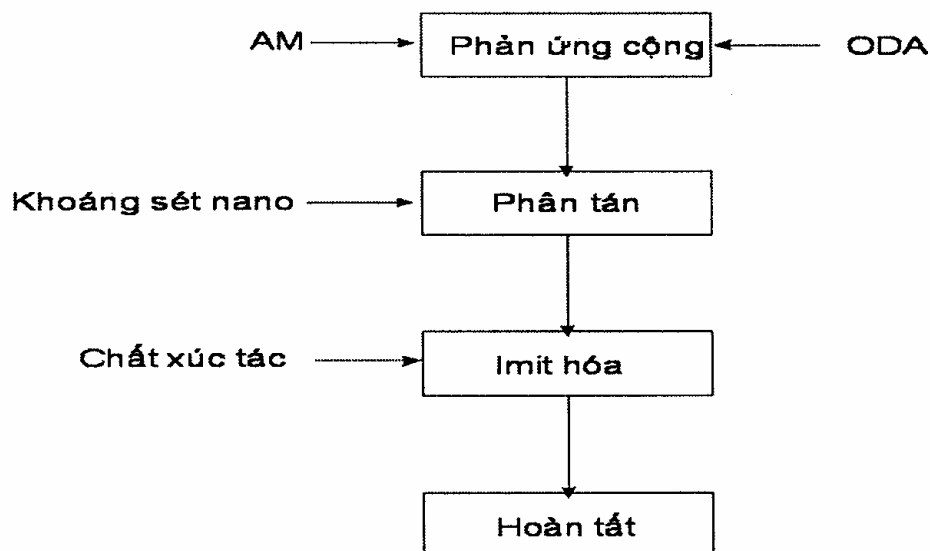 AM
Phản ứng cộng
ODA
Khoáng sét nano
Phân tán
Chất xúc tác
Imit hóa
Hoàn tất